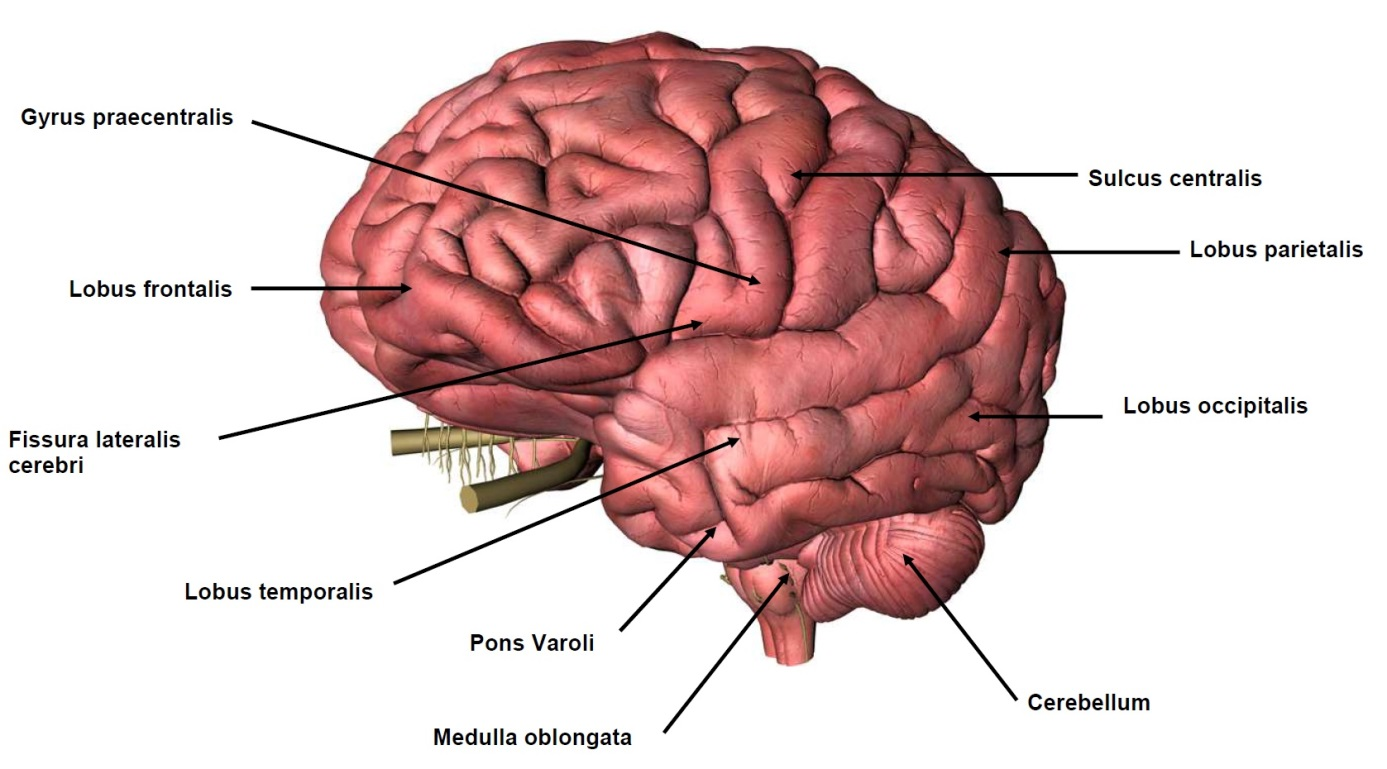 Gyrus praecentralis
Sulcus centralis
Lobus parietalis
Lobus frontalis
Lobus occipitalis
Fissura lateralis
cerebri
Lobus temporalis
Pons Varoli
Cerebellum
Medulla oblongata